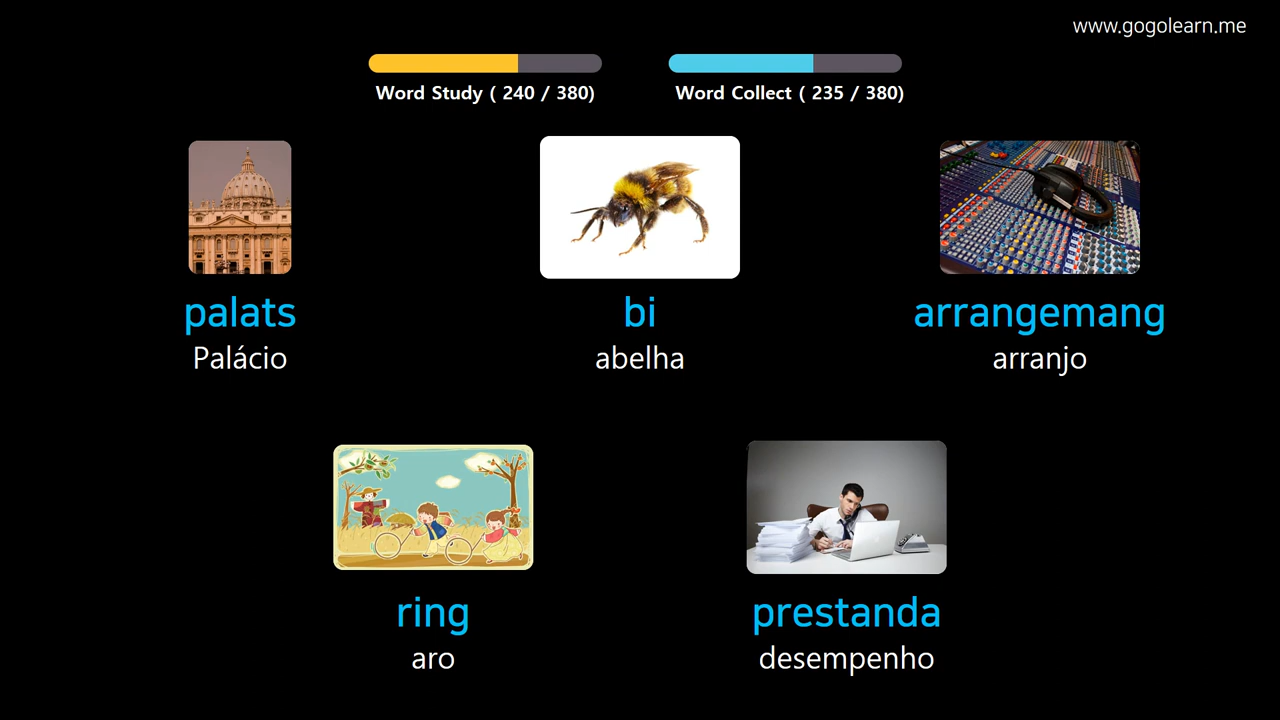 www.gogolearn.me
Word Study ( 240 / 380)
Word Collect ( 235 / 380)
palats
Palácio
bi
abelha
arrangemang
arranjo
ring
aro
prestanda
desempenho